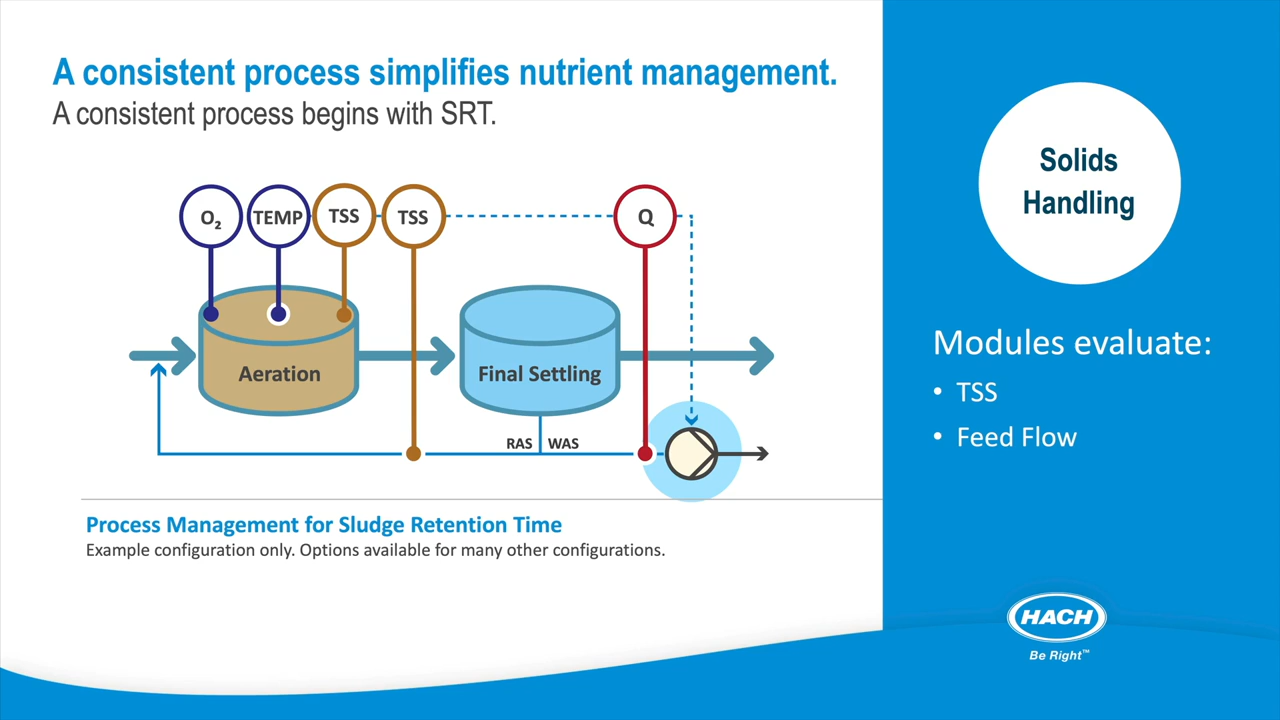 A consistent process simplifies nutrient management.
A consistent process begins with SRT.
O₂
TEMP
TSS
TSS
Q
Aeration
Final Settling
RAS
WAS
Process Management for Sludge Retention Time
Example configuration only. Options available for many other configurations.
Solids
Handling
Modules evaluate:
• TSS
• Feed Flow
HACH
Be Right™